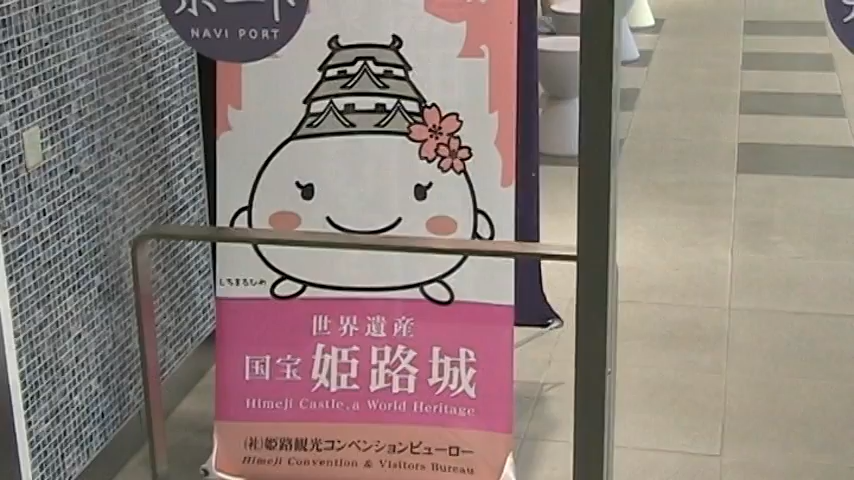 NAVI PORT
しろまるひめ
世界遺産
国宝 姫路城
Himeji Castle, a World Heritage
(社)姫路観光コンベンションビューロー
Himeji Convention & Visitors Bureau